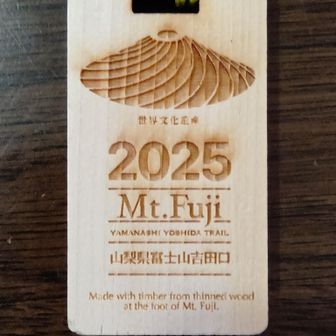 世界文化遺産
2025
Mt.Fuji
YAMANASHI YOSHIDA TRAIL
山梨県富士山吉田口
Made with timber from thinned wood
at the foot of Mt. Fuji.